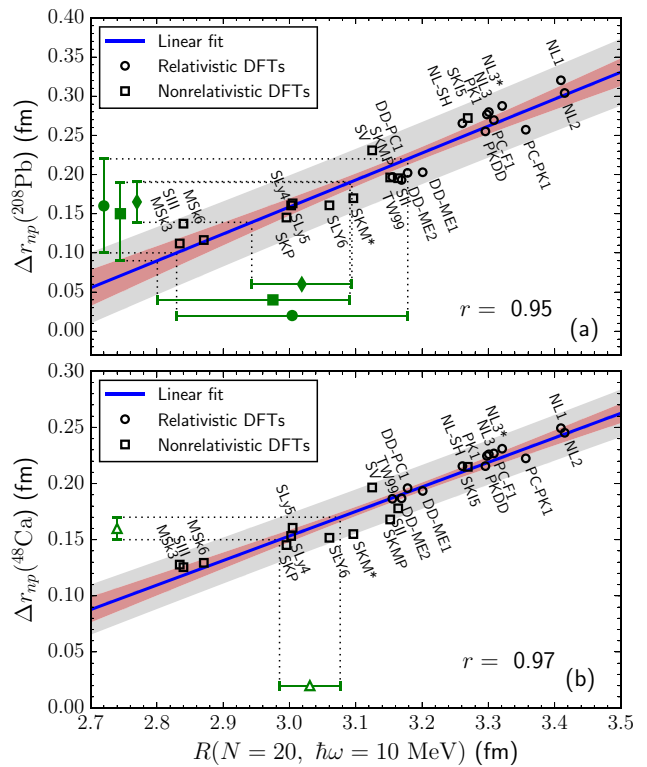 0.40
0.35
0.30
0.25
0.20
0.15
0.10
0.05
0.00
Δr_np(²⁰⁸Pb) (fm)
Linear fit
Relativistic DFTs
Nonrelativistic DFTs
MSk3
SIII
MSk6
SLy4
SKP
SLy5
SLY6
SKM*
SV
SKMP
DD-PC1
TW99
SII
DD-ME2
DD-ME1
NL-SH
SKI5
PK1
NL3
NL3*
PKDD
PC-F1
PC-PK1
NL1
NL2
r = 0.95
(a)
0.30
0.25
0.20
0.15
0.10
0.05
0.00
Δr_np(⁴⁸Ca) (fm)
Linear fit
Relativistic DFTs
Nonrelativistic DFTs
MSk3
SIII
MSk6
SLy5
SKP
SLy4
SLY6
SKM*
SV
TW99
DD-PC1
SKMP
SII
DD-ME2
DD-ME1
NL-SH
PK1
SKI5
NL3
NL3*
PKDD
PC-F1
PC-PK1
NL1
NL2
r = 0.97
(b)
2.7 2.8 2.9 3.0 3.1 3.2 3.3 3.4 3.5
R(N = 20, ℏω = 10 MeV) (fm)